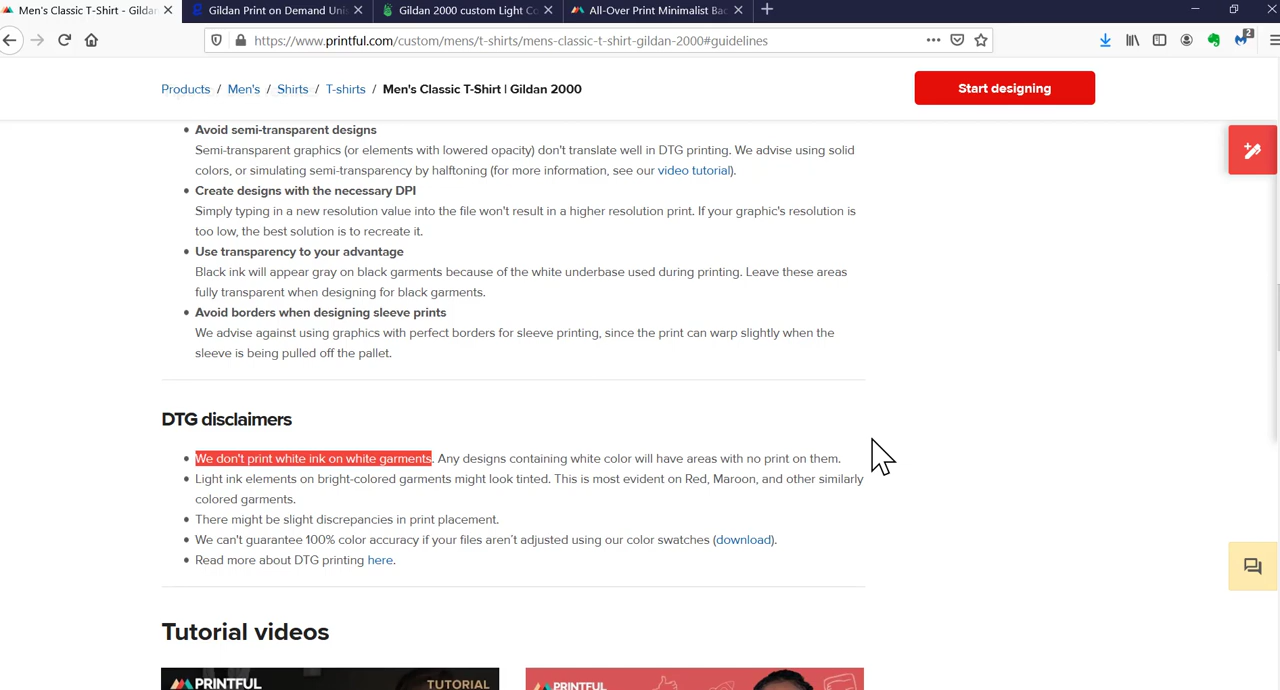 Men's Classic T-Shirt - Gildan
Gildan Print on Demand Uni
Gildan 2000 custom Light Co
All-Over Print Minimalist Bac
https://www.printful.com/custom/mens/t-shirts/mens-classic-t-shirt-gildan-2000#guidelines
2
Products / Men's / Shirts / T-shirts / Men's Classic T-Shirt | Gildan 2000
Start designing
• Avoid semi-transparent designs
Semi-transparent graphics (or elements with lowered opacity) don't translate well in DTG printing. We advise using solid
colors, or simulating semi-transparency by halftoning (for more information, see our video tutorial).
• Create designs with the necessary DPI
Simply typing in a new resolution value into the file won't result in a higher resolution print. If your graphic's resolution is
too low, the best solution is to recreate it.
• Use transparency to your advantage
Black ink will appear gray on black garments because of the white underbase used during printing. Leave these areas
fully transparent when designing for black garments.
• Avoid borders when designing sleeve prints
We advise against using graphics with perfect borders for sleeve printing, since the print can warp slightly when the
sleeve is being pulled off the pallet.
DTG disclaimers
• We don't print white ink on white garments. Any designs containing white color will have areas with no print on them.
• Light ink elements on bright-colored garments might look tinted. This is most evident on Red, Maroon, and other similarly
colored garments.
• There might be slight discrepancies in print placement.
• We can't guarantee 100% color accuracy if your files aren't adjusted using our color swatches (download).
• Read more about DTG printing here.
Tutorial videos
PRINTFUL
TUTORIAL
PRINTFUL